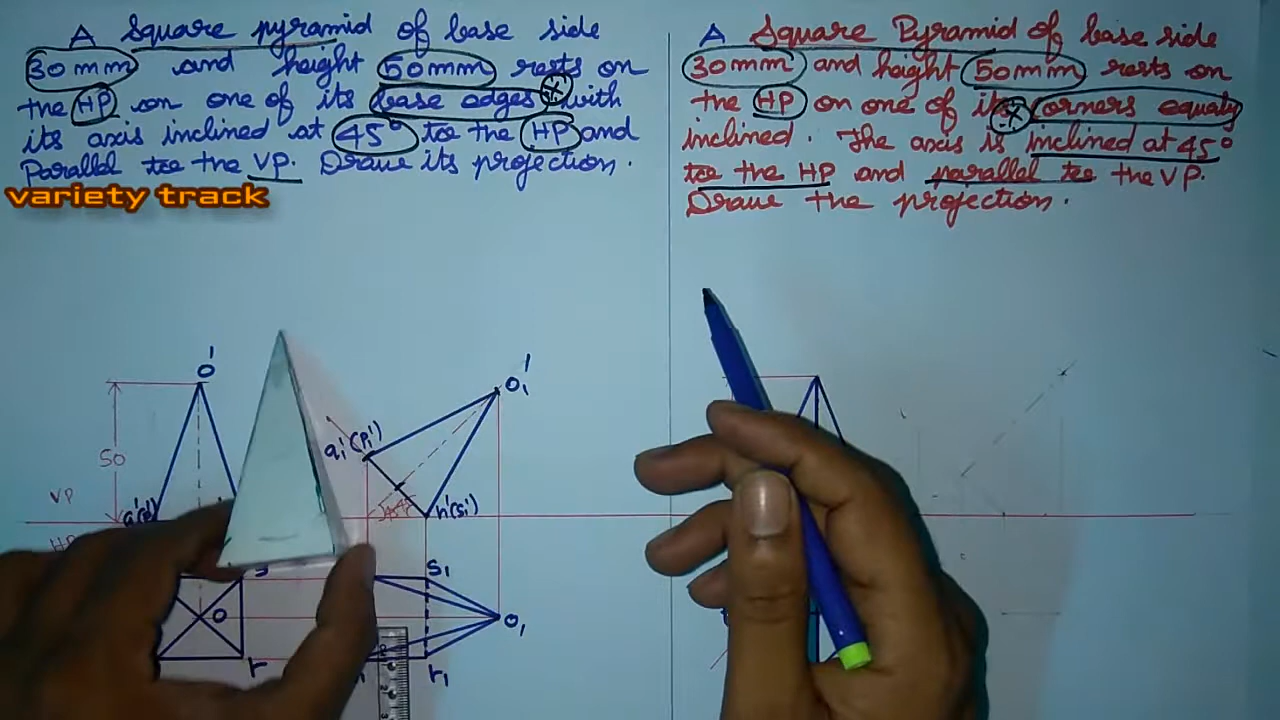 A Square pyramid of base side
30mm and height 50mm rests on
the HP on one of its base edges with
its axis inclined at 45° to the HP and
Parallel to the VP. Draw its projection.
variety track
A Square Pyramid of base side
30mm and height 50mm rests on
the HP on one of its corners equaly
inclined. The axis is inclined at 45°
to the HP and parallel to the VP.
Draw the projection.
O'
50
VP
O
r
O1'
q1'(p1')
45°
s1
O1
r1